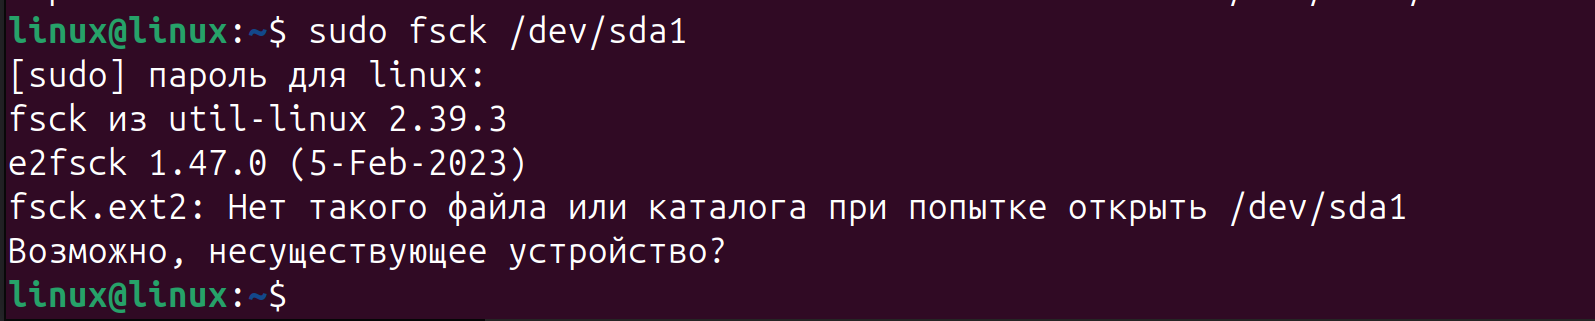 linux@linux:~$ sudo fsck /dev/sda1
[sudo] пароль для linux:
fsck из util-linux 2.39.3
e2fsck 1.47.0 (5-Feb-2023)
fsck.ext2: Нет такого файла или каталога при попытке открыть /dev/sda1
Возможно, несуществующее устройство?
linux@linux:~$